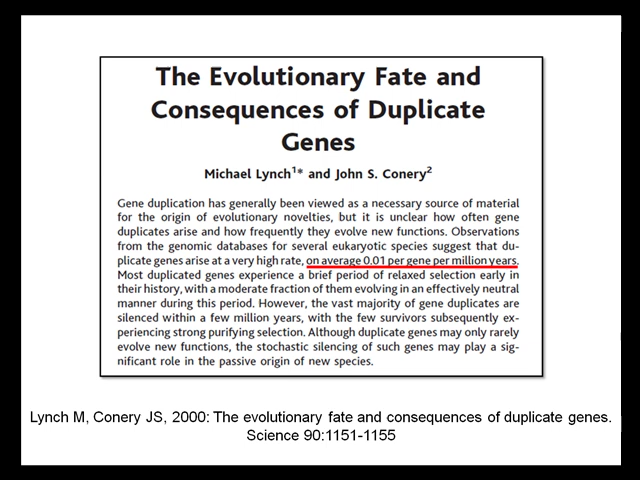 The Evolutionary Fate and
Consequences of Duplicate
Genes
Michael Lynch1* and John S. Conery2
Gene duplication has generally been viewed as a necessary source of material
for the origin of evolutionary novelties, but it is unclear how often gene
duplicates arise and how frequently they evolve new functions. Observations
from the genomic databases for several eukaryotic species suggest that du-
plicate genes arise at a very high rate, on average 0.01 per gene per million years.
Most duplicated genes experience a brief period of relaxed selection early in
their history, with a moderate fraction of them evolving in an effectively neutral
manner during this period. However, the vast majority of gene duplicates are
silenced within a few million years, with the few survivors subsequently ex-
periencing strong purifying selection. Although duplicate genes may only rarely
evolve new functions, the stochastic silencing of such genes may play a sig-
nificant role in the passive origin of new species.
Lynch M, Conery JS, 2000: The evolutionary fate and consequences of duplicate genes.
Science 90:1151-1155